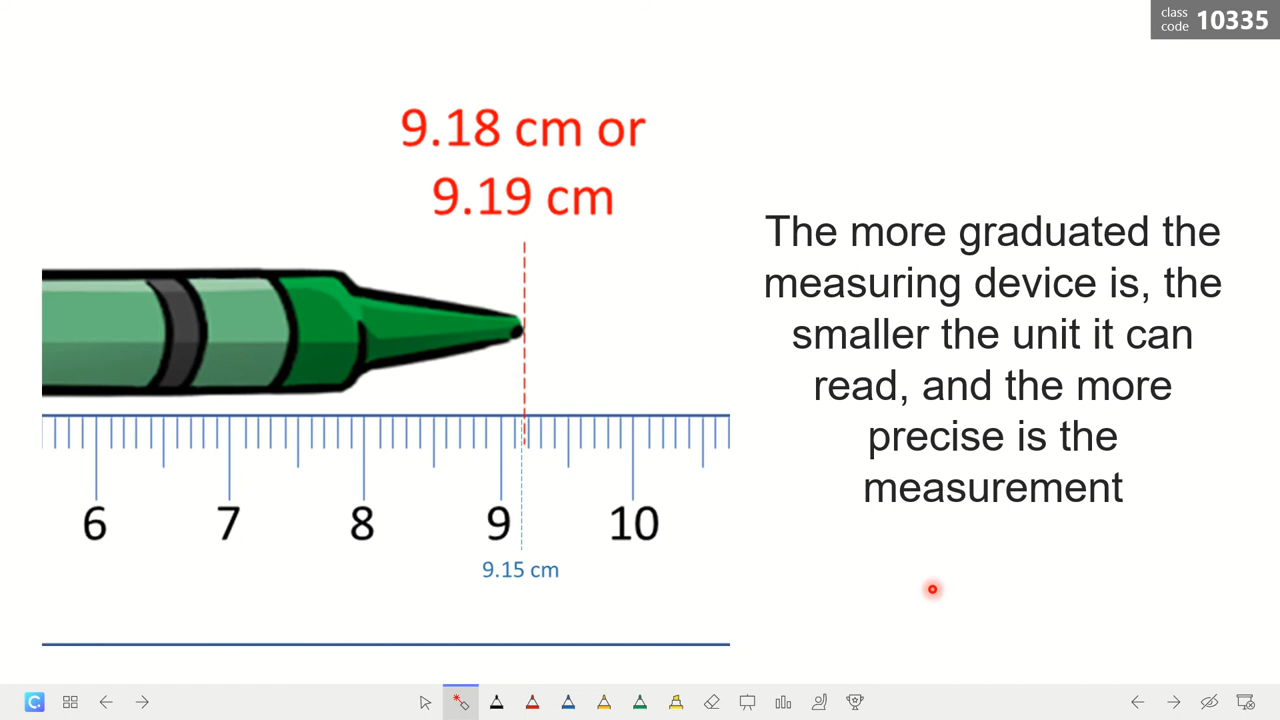 class
code 10335
9.18 cm or
9.19 cm
The more graduated the
measuring device is, the
smaller the unit it can
read, and the more
precise is the
measurement
6 7 8 9 10
9.15 cm